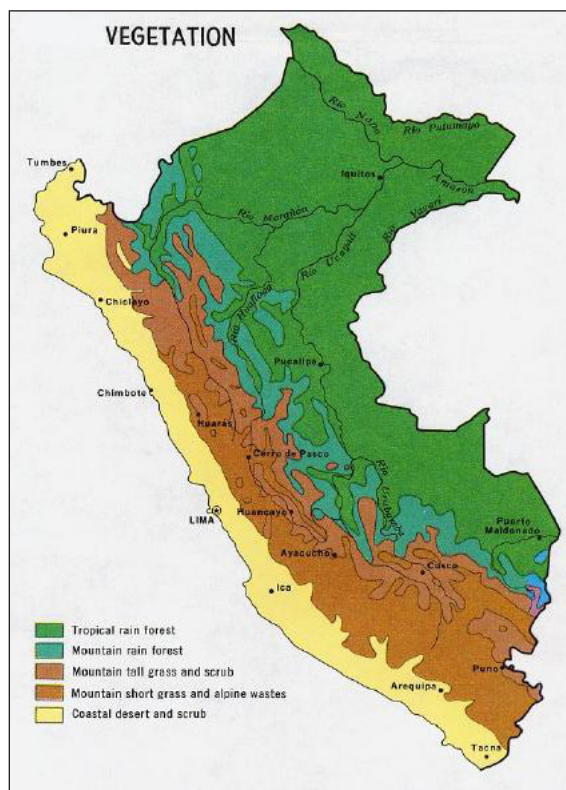 VEGETATION
Río Napo
Río Putumayo
Tumbes
Iquitos
Amazon
Río Yavari
Río Marañón
Piura
Río Ucayali
Chiclayo
Río Huallaga
Pucallpa
Chimbote
Huarás
Cerro de Pasco
Río Urubamba
LIMA
Huancayo
Puerto
Maldonado
Ayacucho
Cusco
Ica
Tropical rain forest
Mountain rain forest
Mountain tall grass and scrub
Puno
Mountain short grass and alpine wastes
Arequipa
Coastal desert and scrub
Tacna